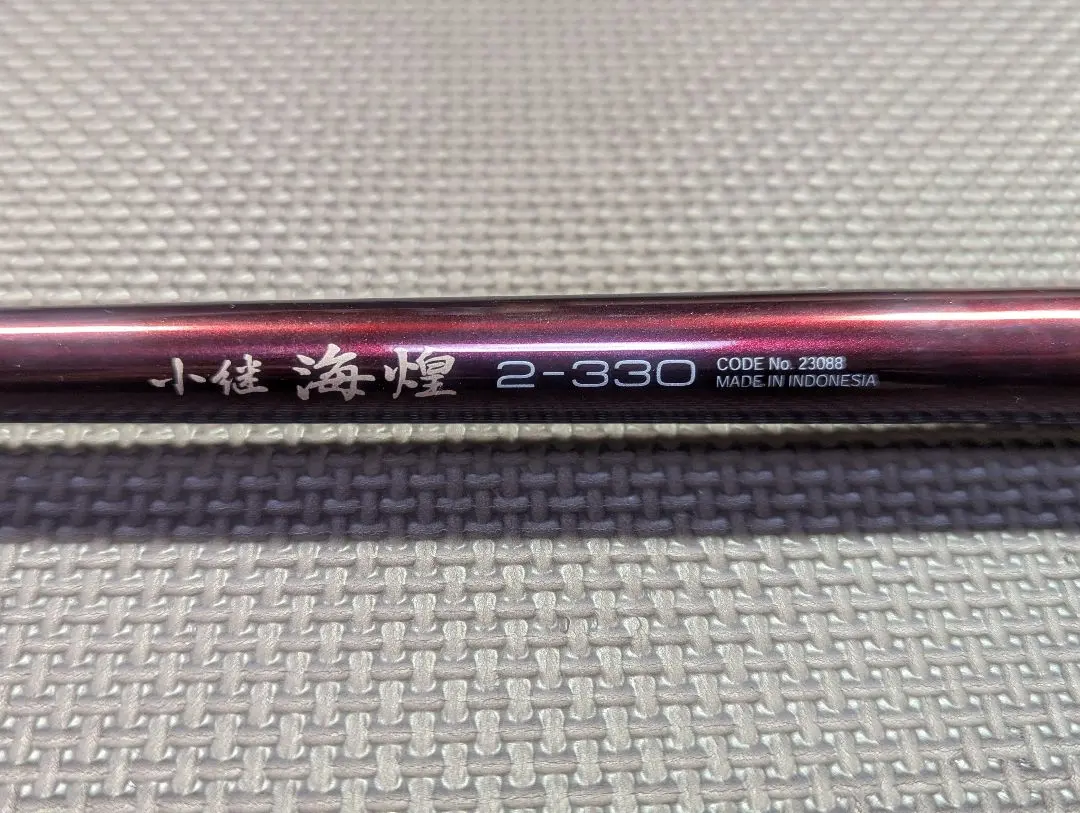 小継 海煌 2-330
CODE No. 23088
MADE IN INDONESIA